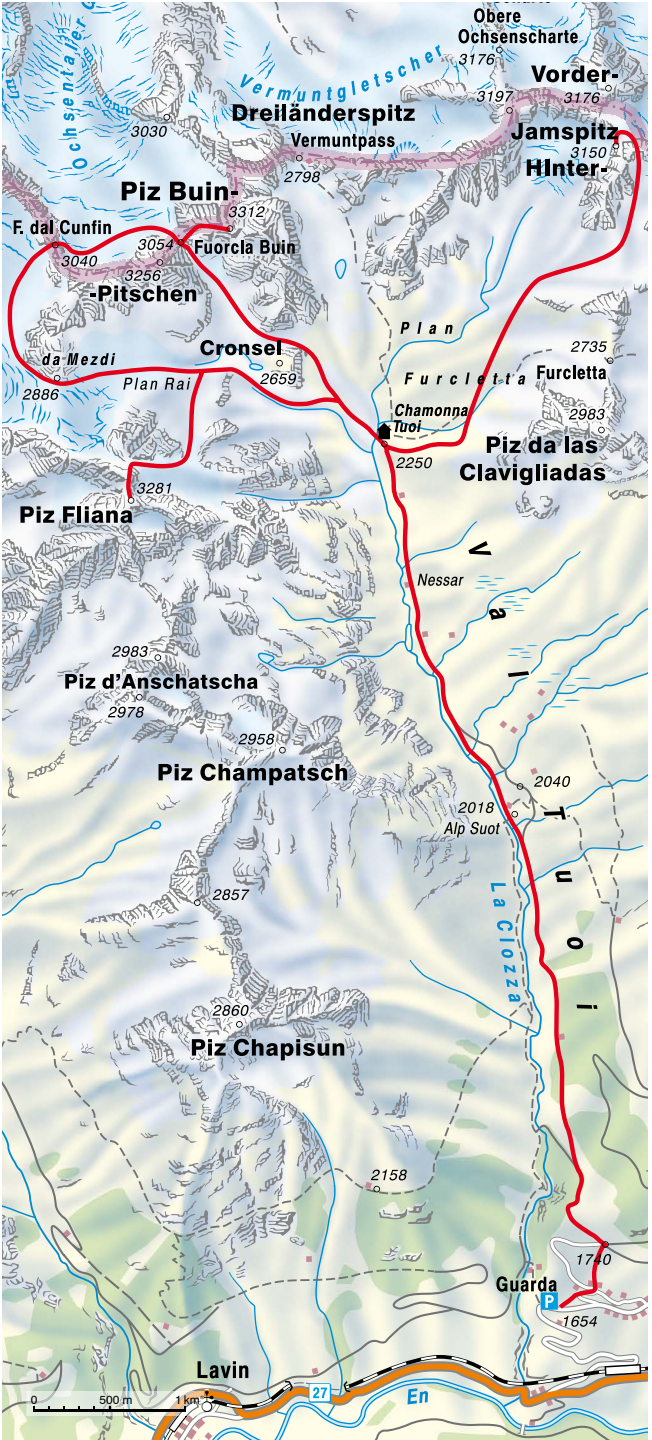 Obere
Ochsenscharte
3176
Vorder-
Ochsentaler G
Vermuntgletscher
3197
3176
3030
Dreiländerspitz
Jamspitz
Vermuntpass
3150
HInter-
2798
Piz Buin-
3312
F. dal Cunfin
3054
Fuorcla Buin
3040
3256
-Pitschen
Plan
Cronsel
2735
da Mezdi
2659
Furcletta
Furcletta
2886
Plan Rai
Chamonna
Tuoi
2983
Piz da las
Clavigliadas
2250
3281
Piz Fliana
Val Tuoi
Nessar
2983
Piz d'Anschatscha
2978
2958
Piz Champatsch
2040
2018
Alp Suot
2857
La Clozza
2860
Piz Chapisun
2158
1740
Guarda
P
1654
Lavin
27
En
0 500 m 1 km